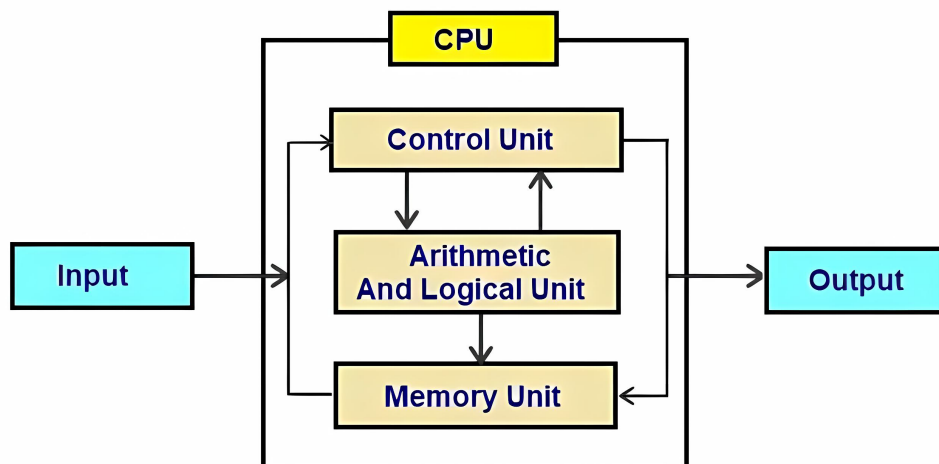 CPU
Control Unit
Arithmetic
And Logical Unit
Input
Output
Memory Unit